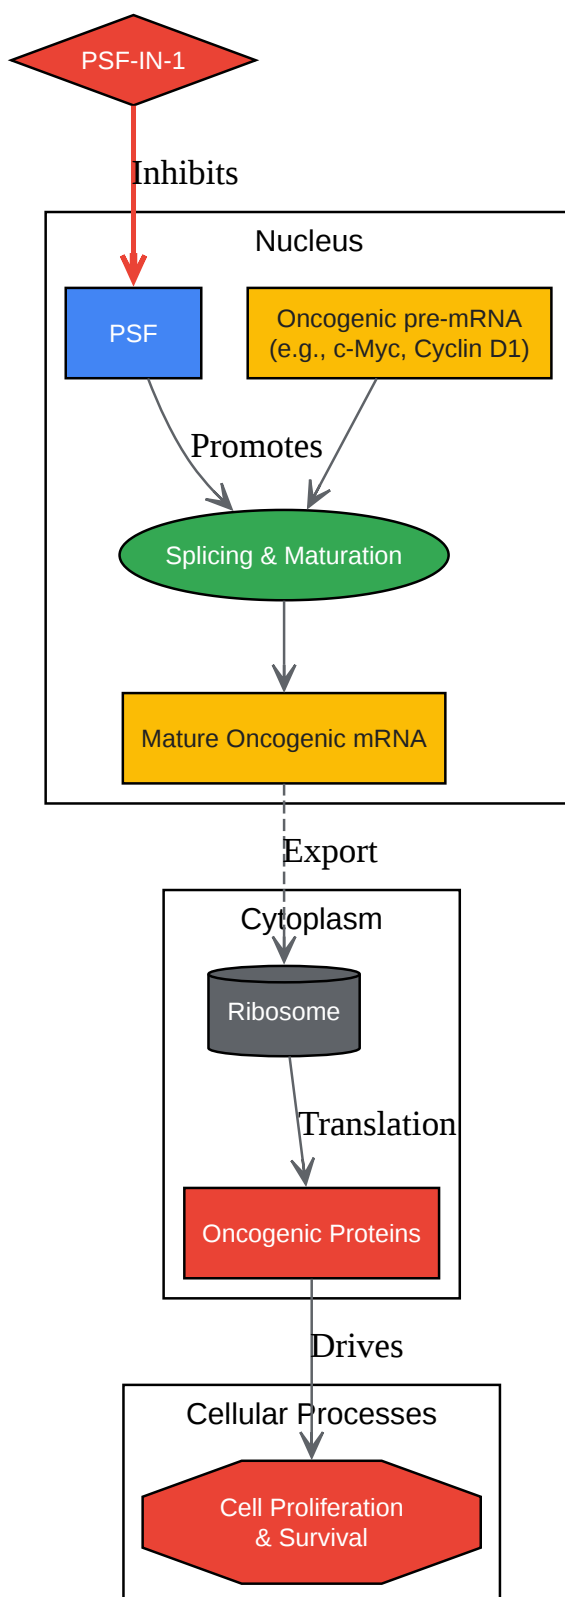 PSF-IN-1
Inhibits
Nucleus
PSF
Oncogenic pre-mRNA
(e.g., c-Myc, Cyclin D1)
Promotes
Splicing & Maturation
Mature Oncogenic mRNA
Export
Cytoplasm
Ribosome
Translation
Oncogenic Proteins
Drives
Cellular Processes
Cell Proliferation
& Survival